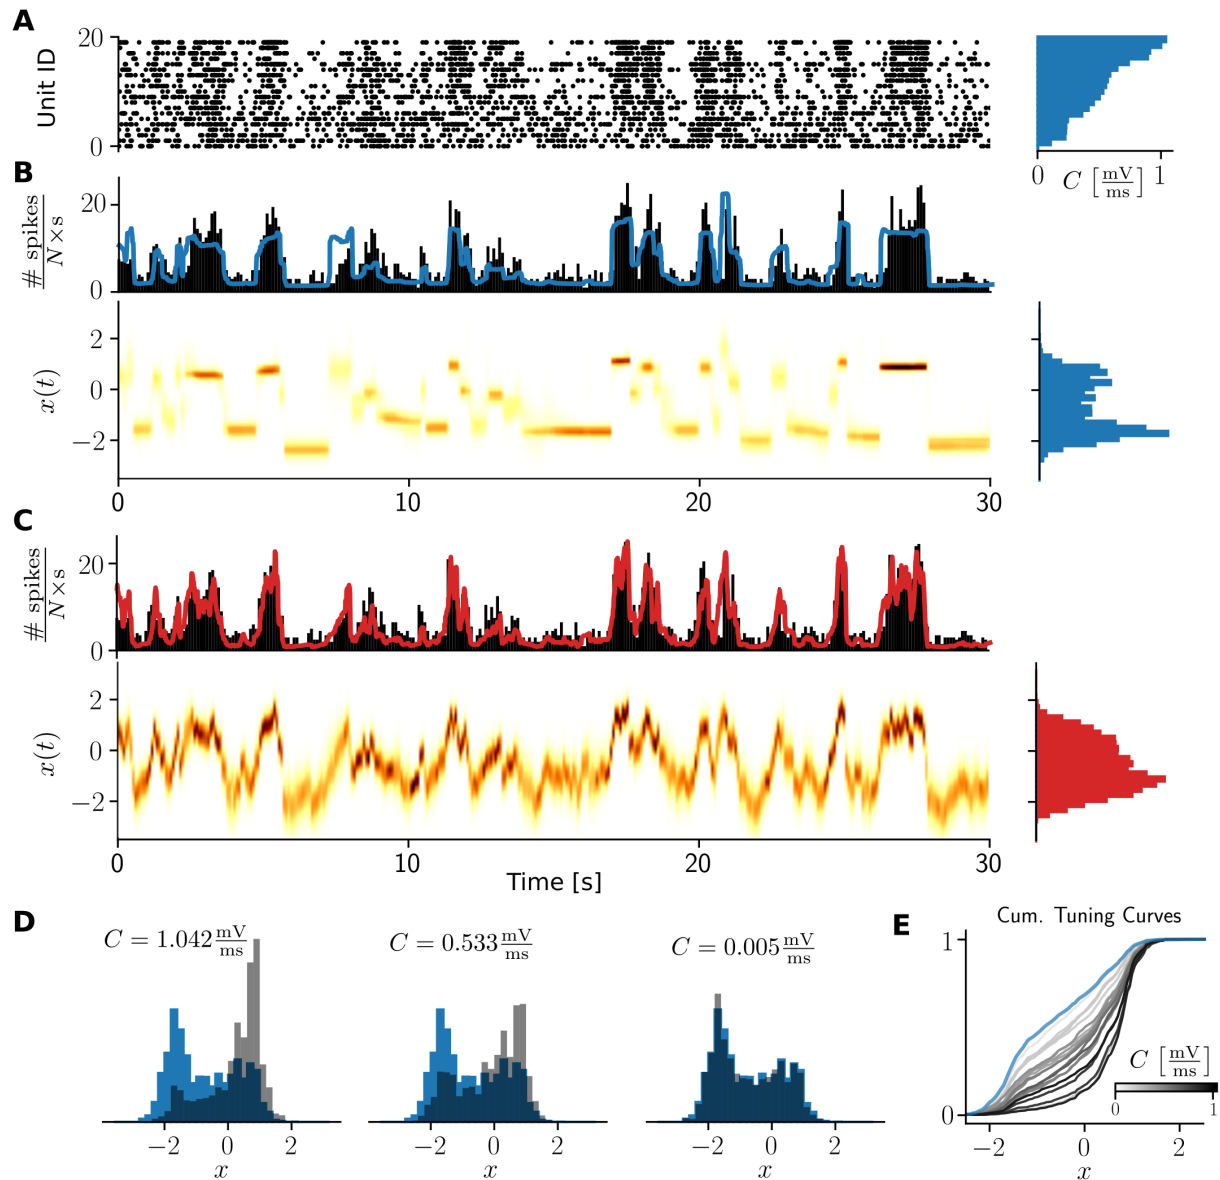 A
20
Unit ID
0
0 C [mV/ms] 1
B
20
# spikes / N×s
0
2
x(t)
0
−2
0 10 20 30
C
20
# spikes / N×s
0
2
x(t)
0
−2
0 10 20 30
Time [s]
D
C = 1.042 mV/ms
C = 0.533 mV/ms
C = 0.005 mV/ms
−2 0 2
x
−2 0 2
x
−2 0 2
x
E
Cum. Tuning Curves
1
C [mV/ms]
0 1
0
−2 0 2
x